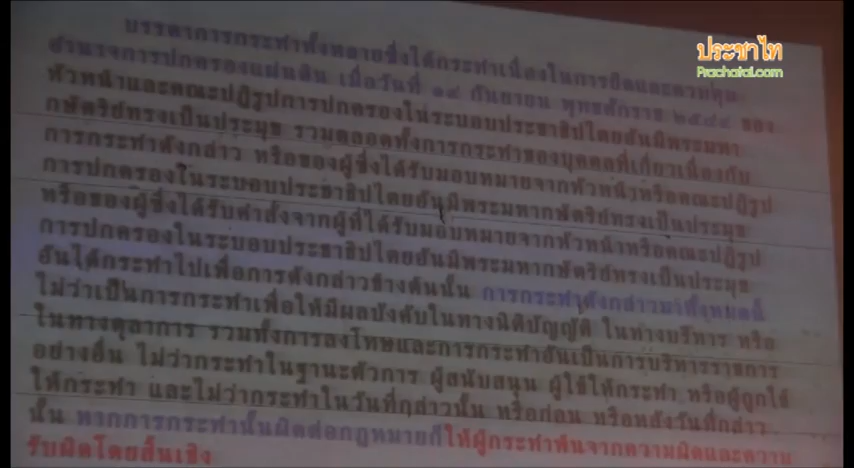 ประชาไท
Prachatai.com
บรรดาการกระทำทั้งหลายซึ่งได้กระทำเนื่องในการยึดและควบคุม
อำนาจการปกครองแผ่นดิน เมื่อวันที่ ๑๙ กันยายน พุทธศักราช ๒๕๔๙ ของ
หัวหน้าและคณะปฏิรูปการปกครองในระบอบประชาธิปไตยอันมีพระมหา
กษัตริย์ทรงเป็นประมุข รวมตลอดทั้งการกระทำของบุคคลที่เกี่ยวเนื่องกับ
การกระทำดังกล่าว หรือของผู้ซึ่งได้รับมอบหมายจากหัวหน้าหรือคณะปฏิรูป
การปกครองในระบอบประชาธิปไตยอันมีพระมหากษัตริย์ทรงเป็นประมุข
หรือของผู้ซึ่งได้รับคำสั่งจากผู้ที่ได้รับมอบหมายจากหัวหน้าหรือคณะปฏิรูป
การปกครองในระบอบประชาธิปไตยอันมีพระมหากษัตริย์ทรงเป็นประมุข
อันได้กระทำไปเพื่อการดังกล่าวข้างต้นนั้น การกระทำดังกล่าวมาทั้งหมดนี้
ไม่ว่าเป็นการกระทำเพื่อให้มีผลบังคับในทางนิติบัญญัติ ในทางบริหาร หรือ
ในทางตุลาการ รวมทั้งการลงโทษและการกระทำอันเป็นการบริหารราชการ
อย่างอื่น ไม่ว่ากระทำในฐานะตัวการ ผู้สนับสนุน ผู้ใช้ให้กระทำ หรือผู้ถูกใช้
ให้กระทำ และไม่ว่ากระทำในวันที่กล่าวนั้น หรือก่อน หรือหลังวันที่กล่าว
นั้น หากการกระทำนั้นผิดต่อกฎหมายก็ให้ผู้กระทำพ้นจากความผิดและความ
รับผิดโดยสิ้นเชิง